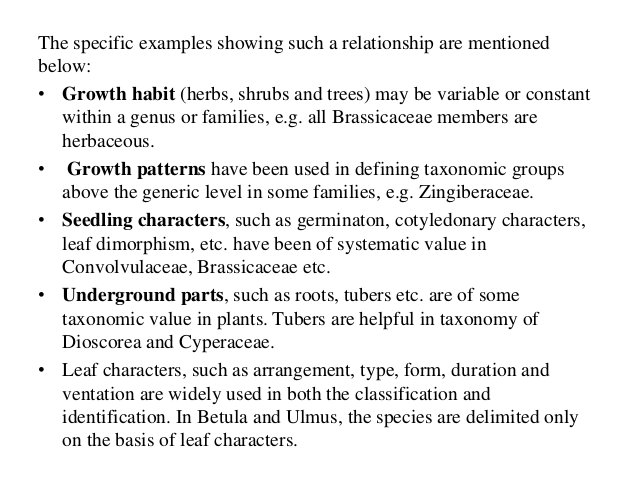 The specific examples showing such a relationship are mentioned
below:
• Growth habit (herbs, shrubs and trees) may be variable or constant
within a genus or families, e.g. all Brassicaceae members are
herbaceous.
• Growth patterns have been used in defining taxonomic groups
above the generic level in some families, e.g. Zingiberaceae.
• Seedling characters, such as germinaton, cotyledonary characters,
leaf dimorphism, etc. have been of systematic value in
Convolvulaceae, Brassicaceae etc.
• Underground parts, such as roots, tubers etc. are of some
taxonomic value in plants. Tubers are helpful in taxonomy of
Dioscorea and Cyperaceae.
• Leaf characters, such as arrangement, type, form, duration and
ventation are widely used in both the classification and
identification. In Betula and Ulmus, the species are delimited only
on the basis of leaf characters.